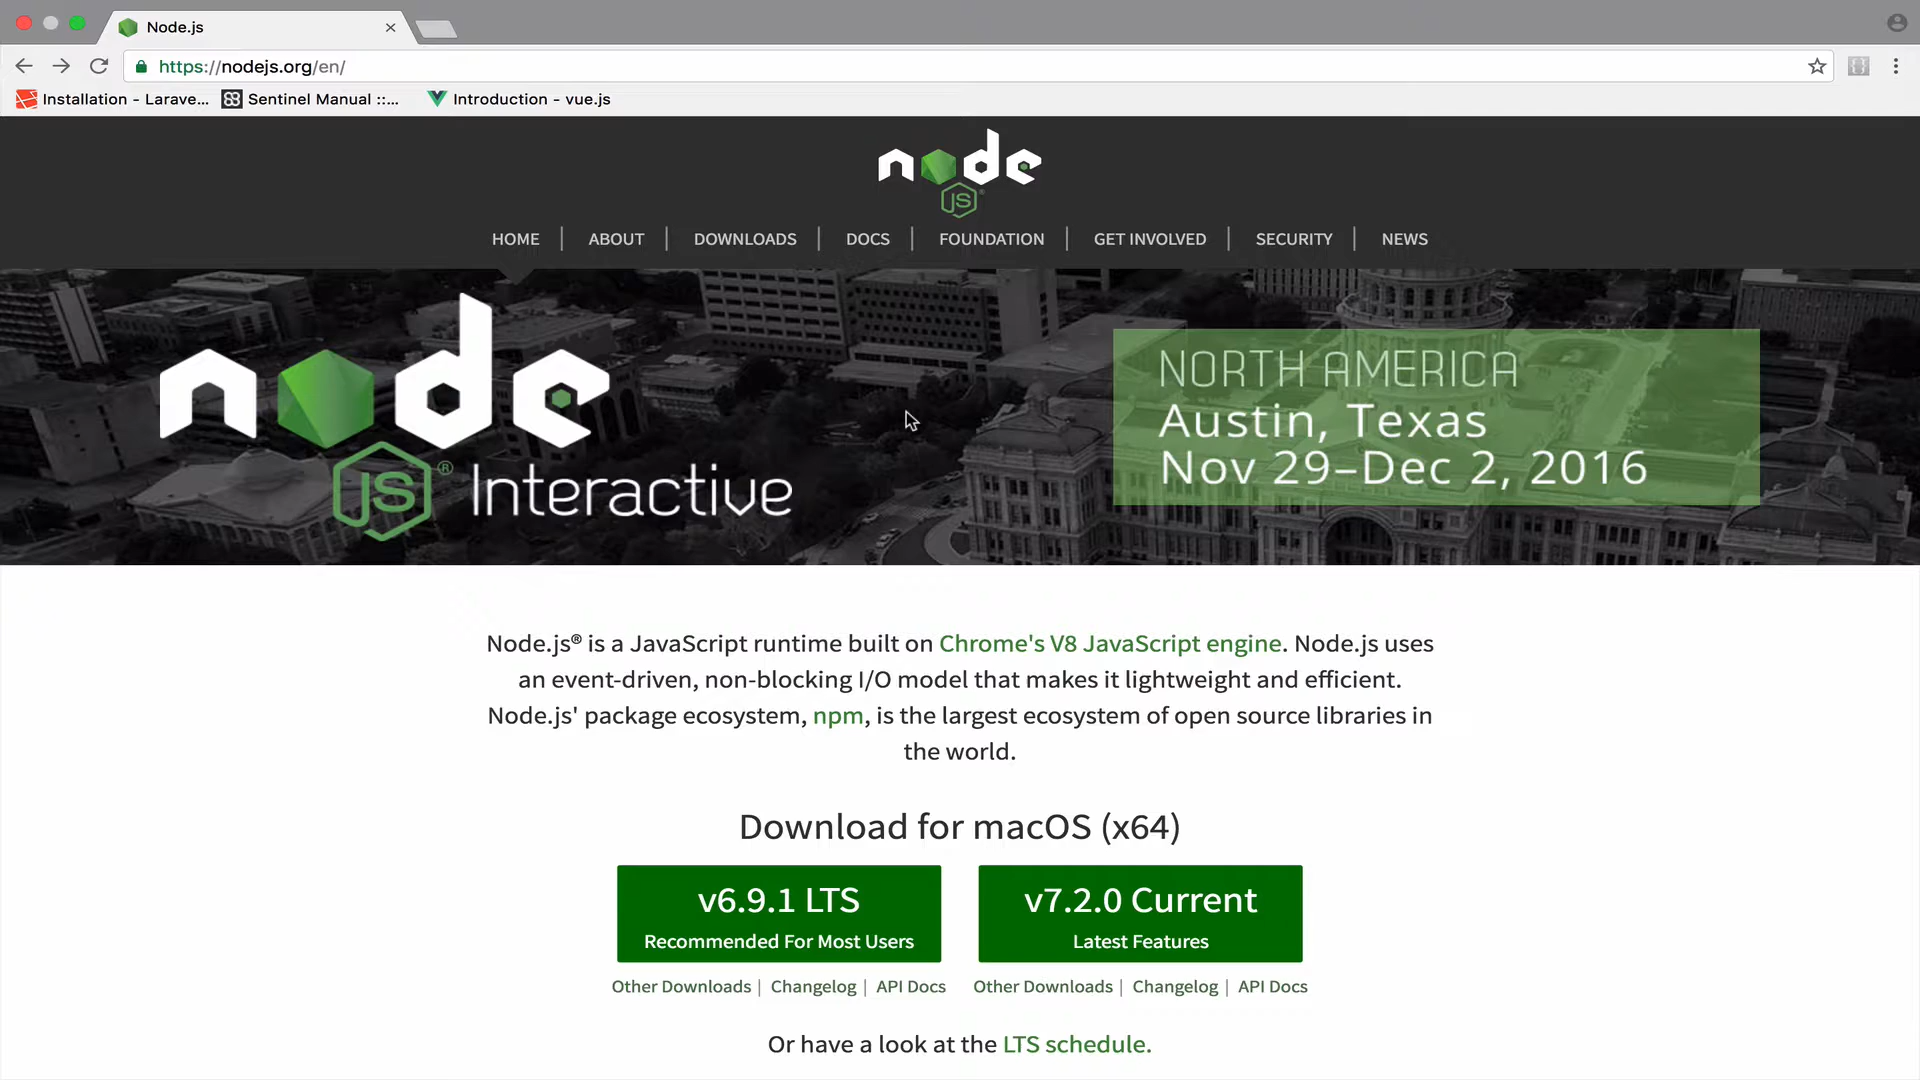 Node.js
https://nodejs.org/en/
Installation - Larave...
Sentinel Manual ::...
Introduction - vue.js
node
JS
HOME
ABOUT
DOWNLOADS
DOCS
FOUNDATION
GET INVOLVED
SECURITY
NEWS
node
JS® Interactive
NORTH AMERICA
Austin, Texas
Nov 29–Dec 2, 2016
Node.js® is a JavaScript runtime built on Chrome's V8 JavaScript engine. Node.js uses
an event-driven, non-blocking I/O model that makes it lightweight and efficient.
Node.js' package ecosystem, npm, is the largest ecosystem of open source libraries in
the world.
Download for macOS (x64)
v6.9.1 LTS
Recommended For Most Users
v7.2.0 Current
Latest Features
Other Downloads | Changelog | API Docs
Other Downloads | Changelog | API Docs
Or have a look at the LTS schedule.